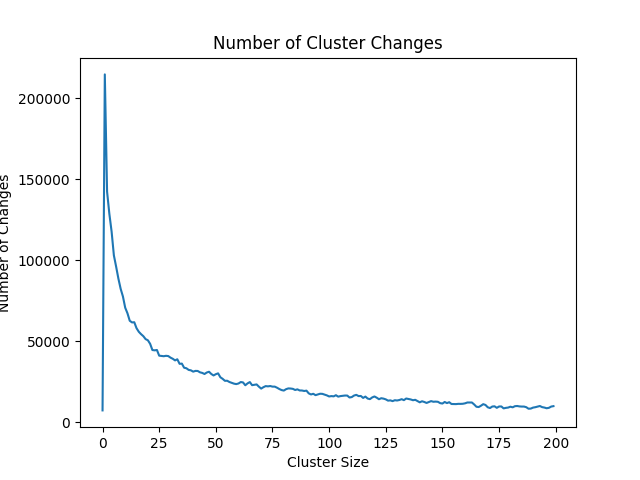 Number of Cluster Changes
200000
150000
100000
50000
0
Number of Changes
0 25 50 75 100 125 150 175 200
Cluster Size